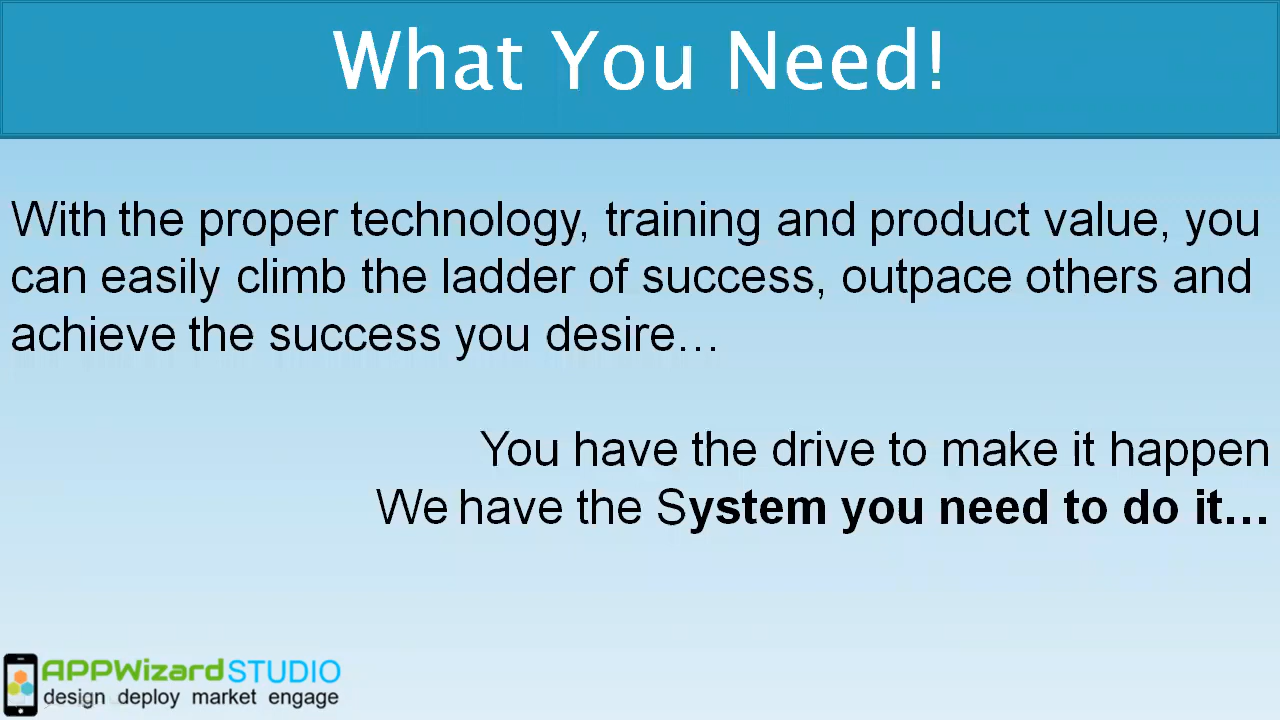 What You Need!
With the proper technology, training and product value, you
can easily climb the ladder of success, outpace others and
achieve the success you desire…
You have the drive to make it happen
We have the System you need to do it…
APPWizardSTUDIO
design deploy market engage